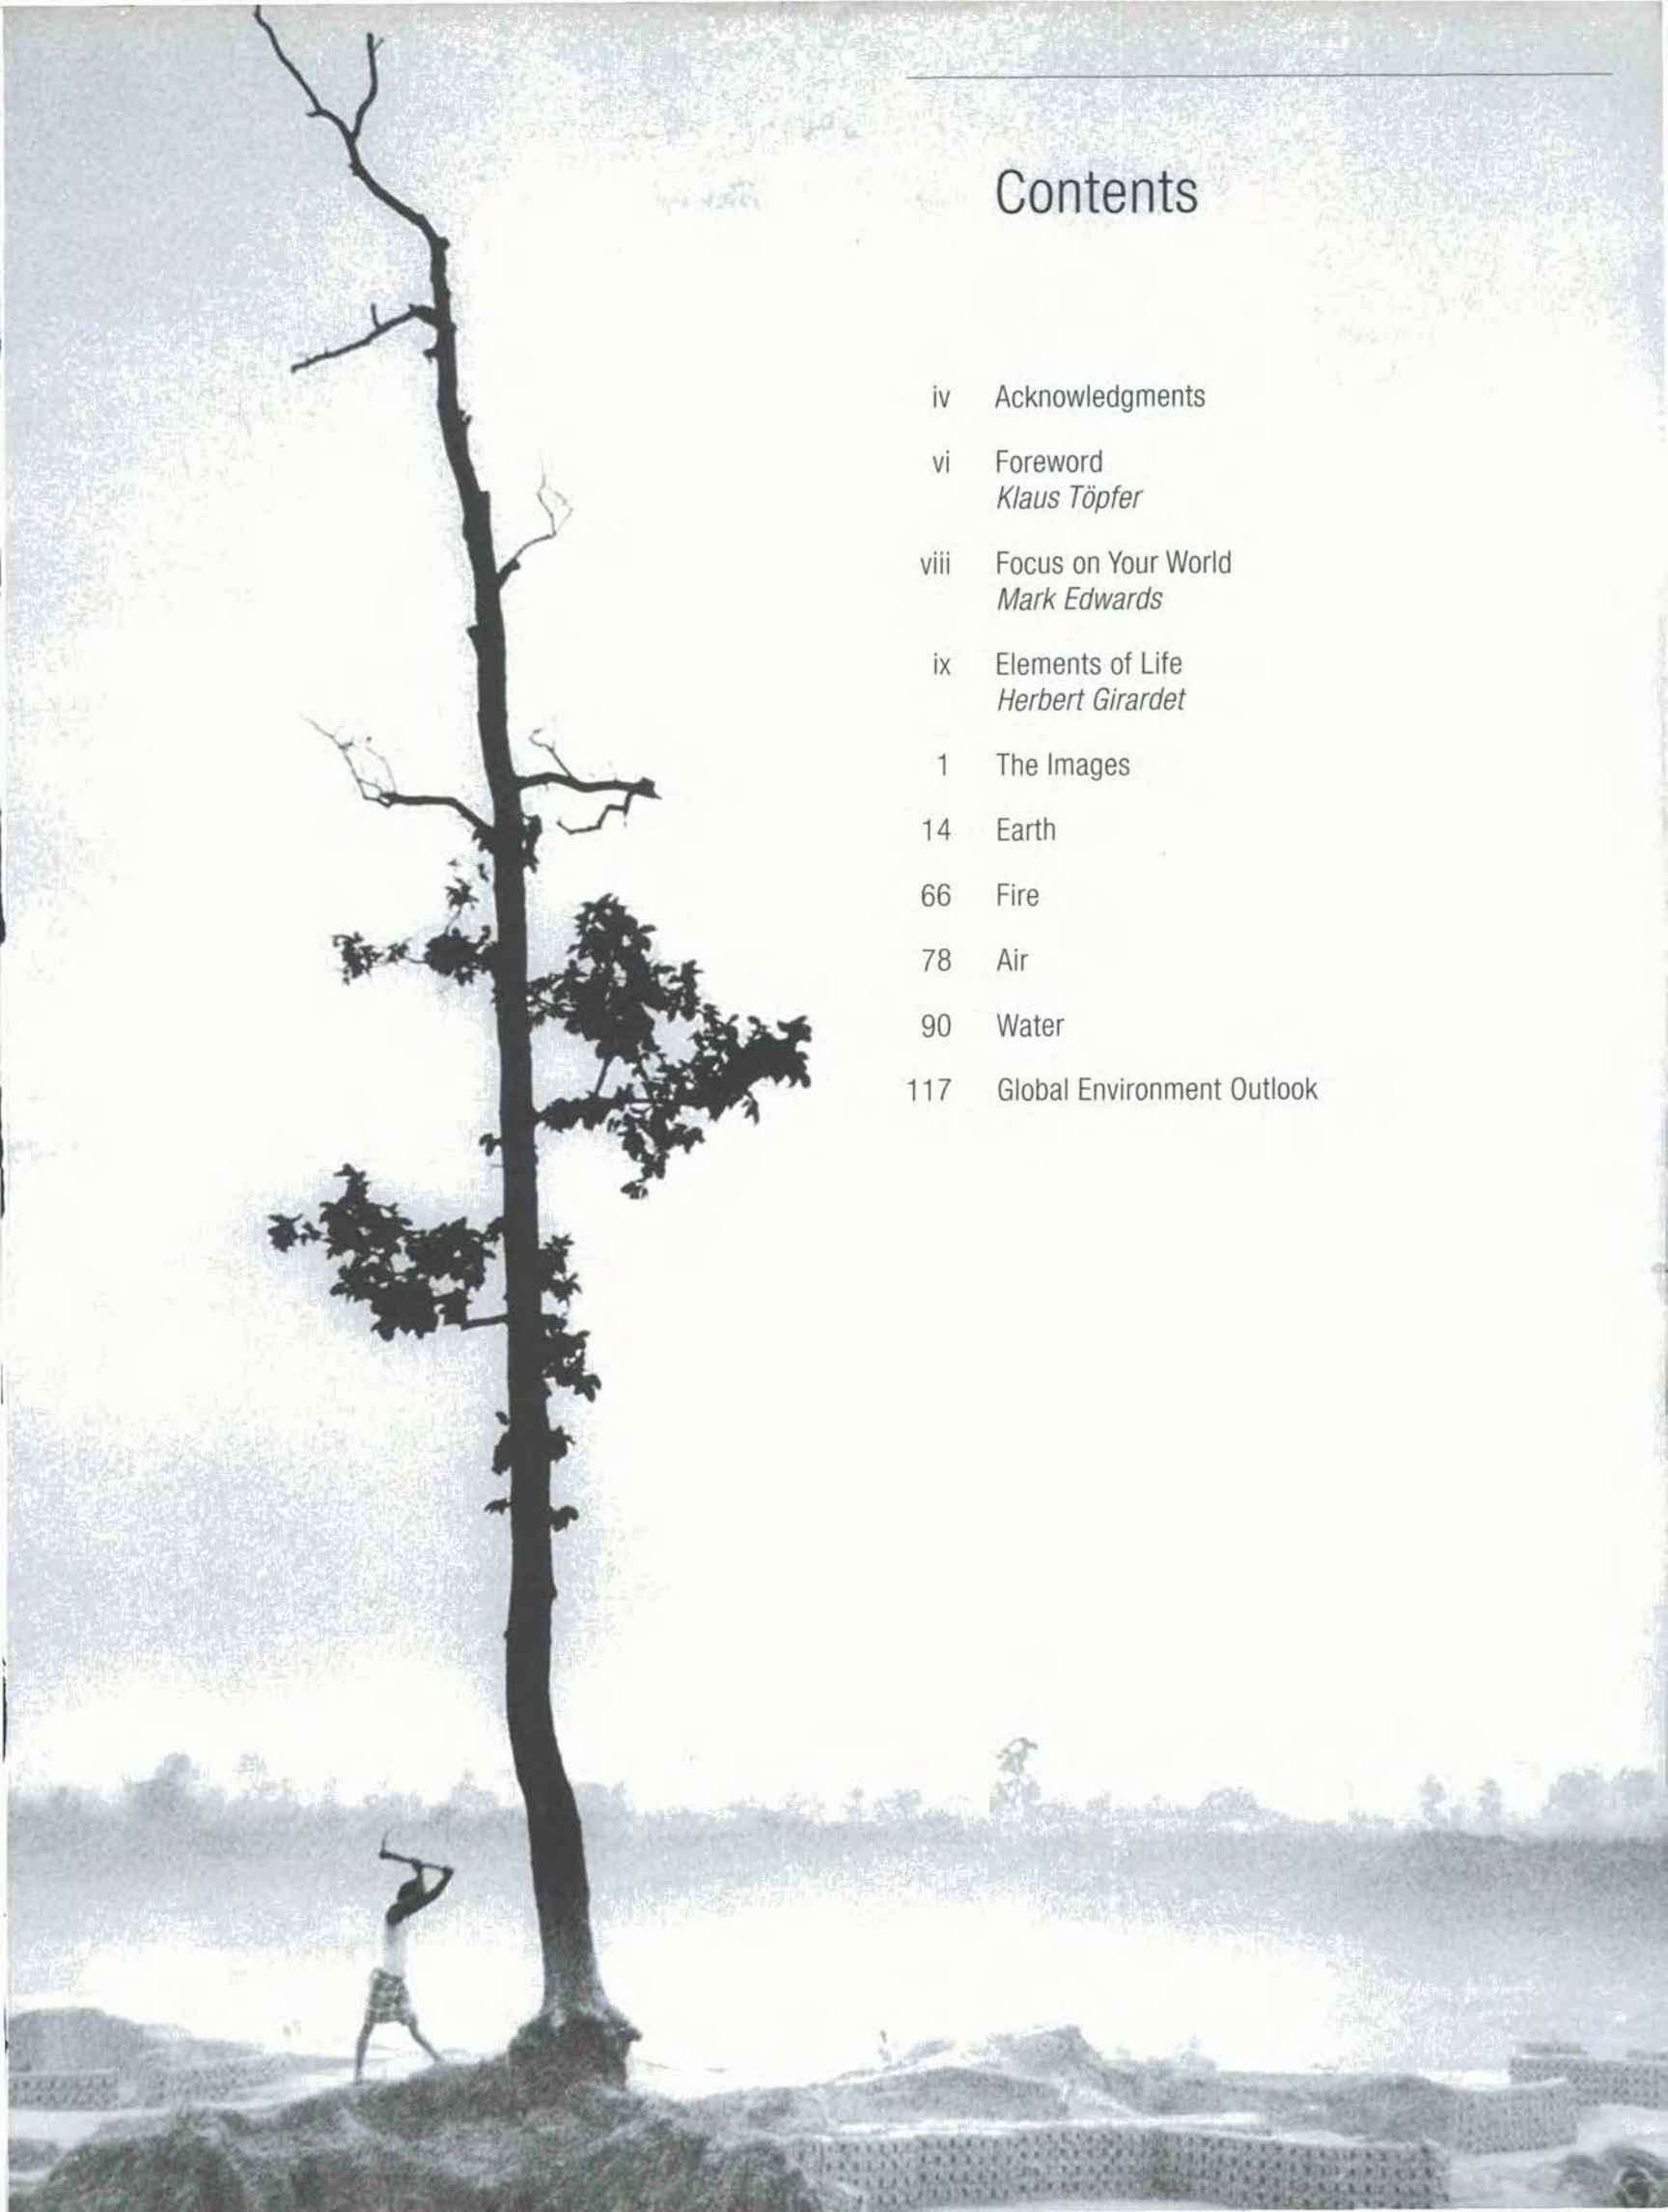 Contents
iv Acknowledgments
vi Foreword
Klaus Töpfer
viii Focus on Your World
Mark Edwards
ix Elements of Life
Herbert Girardet
1 The Images
14 Earth
66 Fire
78 Air
90 Water
117 Global Environment Outlook